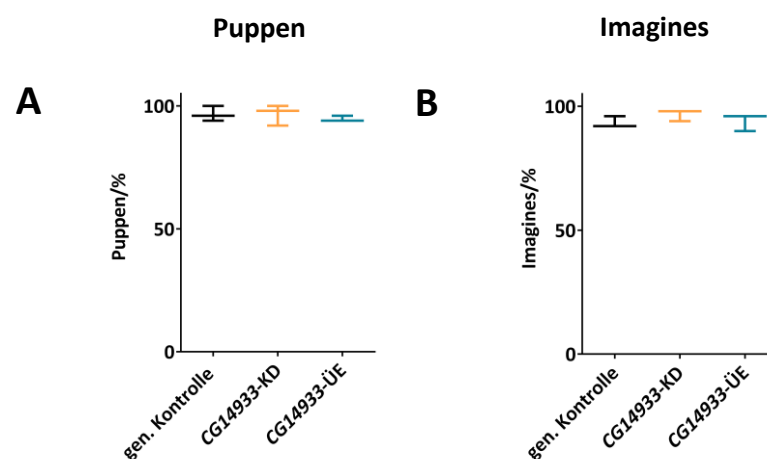 Puppen
Imagines
A
B
Puppen/%
100
50
0
gen. Kontrolle
CG14933-KD
CG14933-ÜE
Imagines/%
100
50
0
gen. Kontrolle
CG14933-KD
CG14933-ÜE